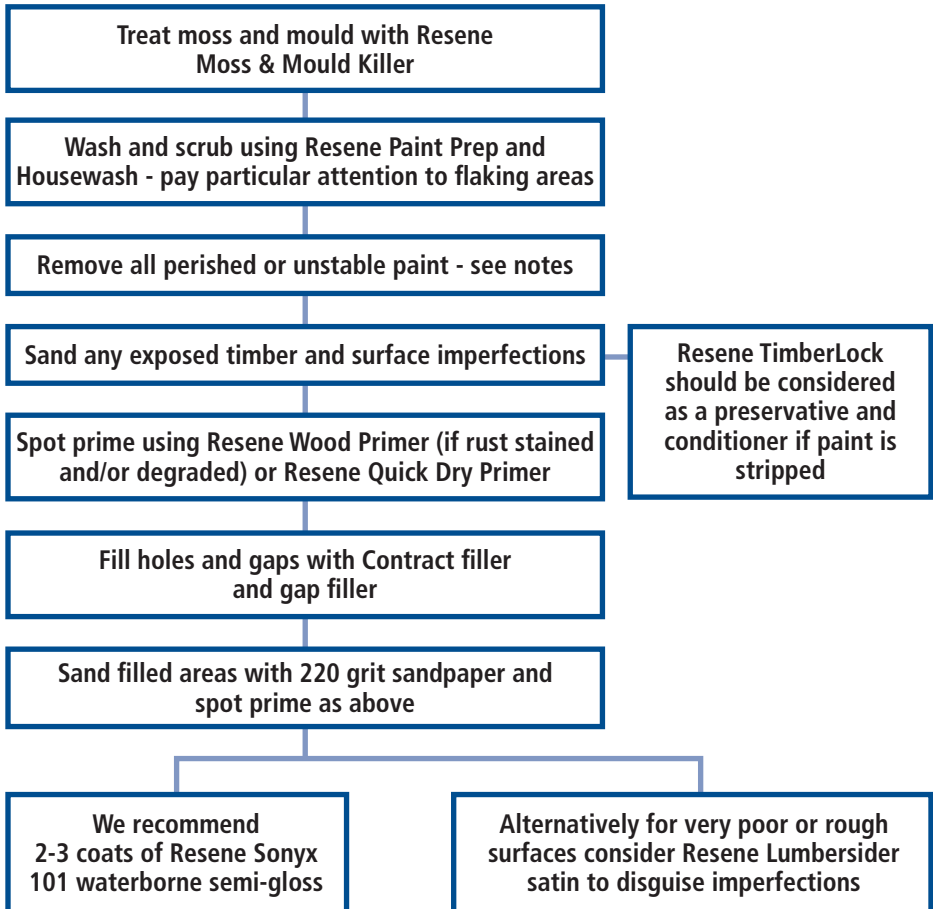 Treat moss and mould with Resene
Moss & Mould Killer
Wash and scrub using Resene Paint Prep and
Housewash - pay particular attention to flaking areas
Remove all perished or unstable paint - see notes
Sand any exposed timber and surface imperfections
Resene TimberLock
should be considered
as a preservative and
conditioner if paint is
stripped
Spot prime using Resene Wood Primer (if rust stained
and/or degraded) or Resene Quick Dry Primer
Fill holes and gaps with Contract filler
and gap filler
Sand filled areas with 220 grit sandpaper and
spot prime as above
We recommend
2-3 coats of Resene Sonyx
101 waterborne semi-gloss
Alternatively for very poor or rough
surfaces consider Resene Lumbersider
satin to disguise imperfections